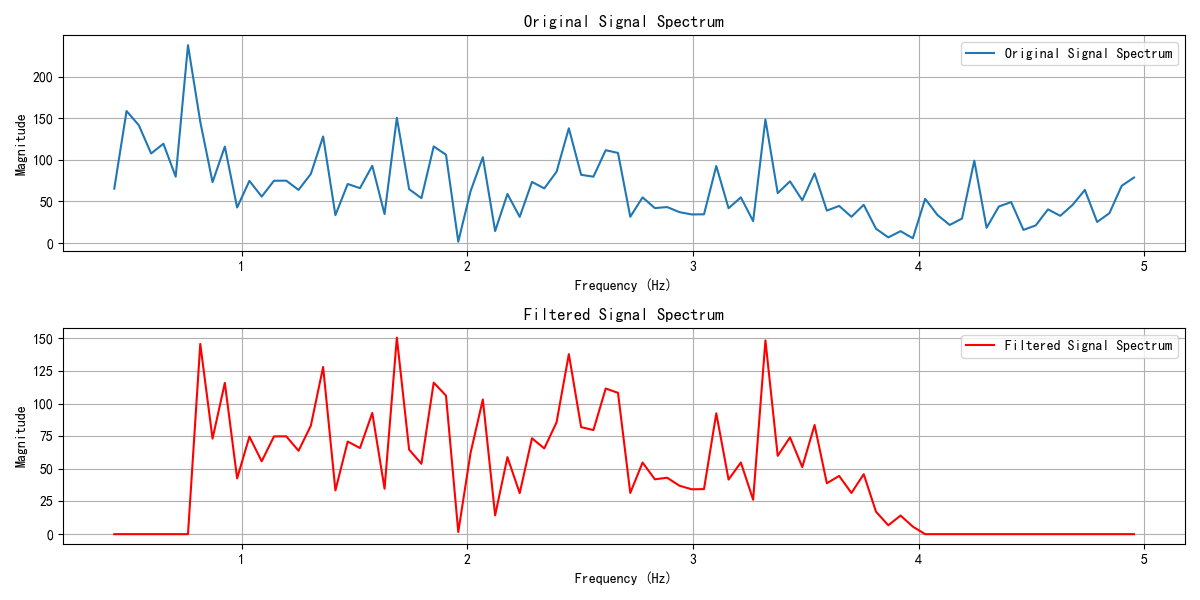 Original Signal Spectrum
Original Signal Spectrum
Magnitude
200
150
100
50
0
1 2 3 4 5
Frequency (Hz)
Filtered Signal Spectrum
Filtered Signal Spectrum
Magnitude
150
125
100
75
50
25
0
1 2 3 4 5
Frequency (Hz)